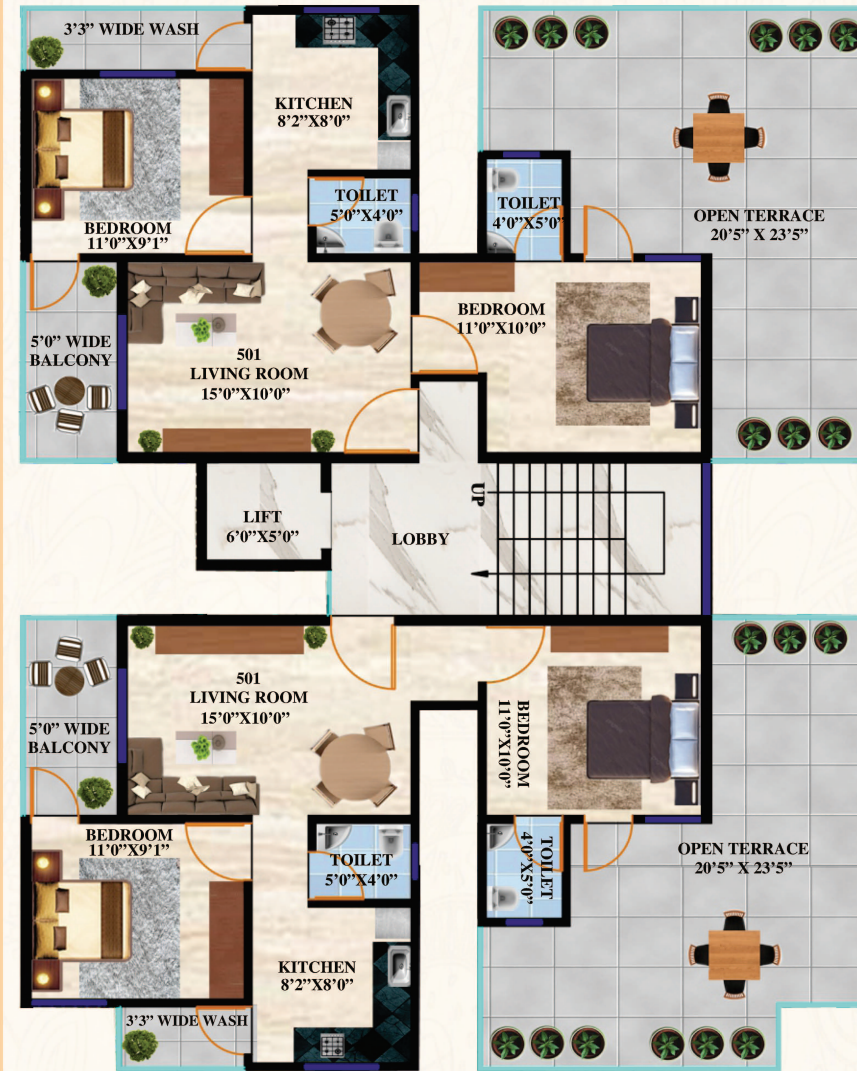 3’3” WIDE WASH
KITCHEN
8’2”X8’0”
TOILET
5’0”X4’0”
TOILET
4’0”X5’0”
OPEN TERRACE
20’5” X 23’5”
BEDROOM
11’0”X9’1”
BEDROOM
11’0”X10’0”
5’0” WIDE
BALCONY
501
LIVING ROOM
15’0”X10’0”
UP
LIFT
6’0”X5’0”
LOBBY
501
LIVING ROOM
15’0”X10’0”
5’0” WIDE
BALCONY
BEDROOM
11’0”X10’0”
BEDROOM
11’0”X9’1”
TOILET
5’0”X4’0”
TOILET
4’0”X5’0”
OPEN TERRACE
20’5” X 23’5”
KITCHEN
8’2”X8’0”
3’3” WIDE WASH